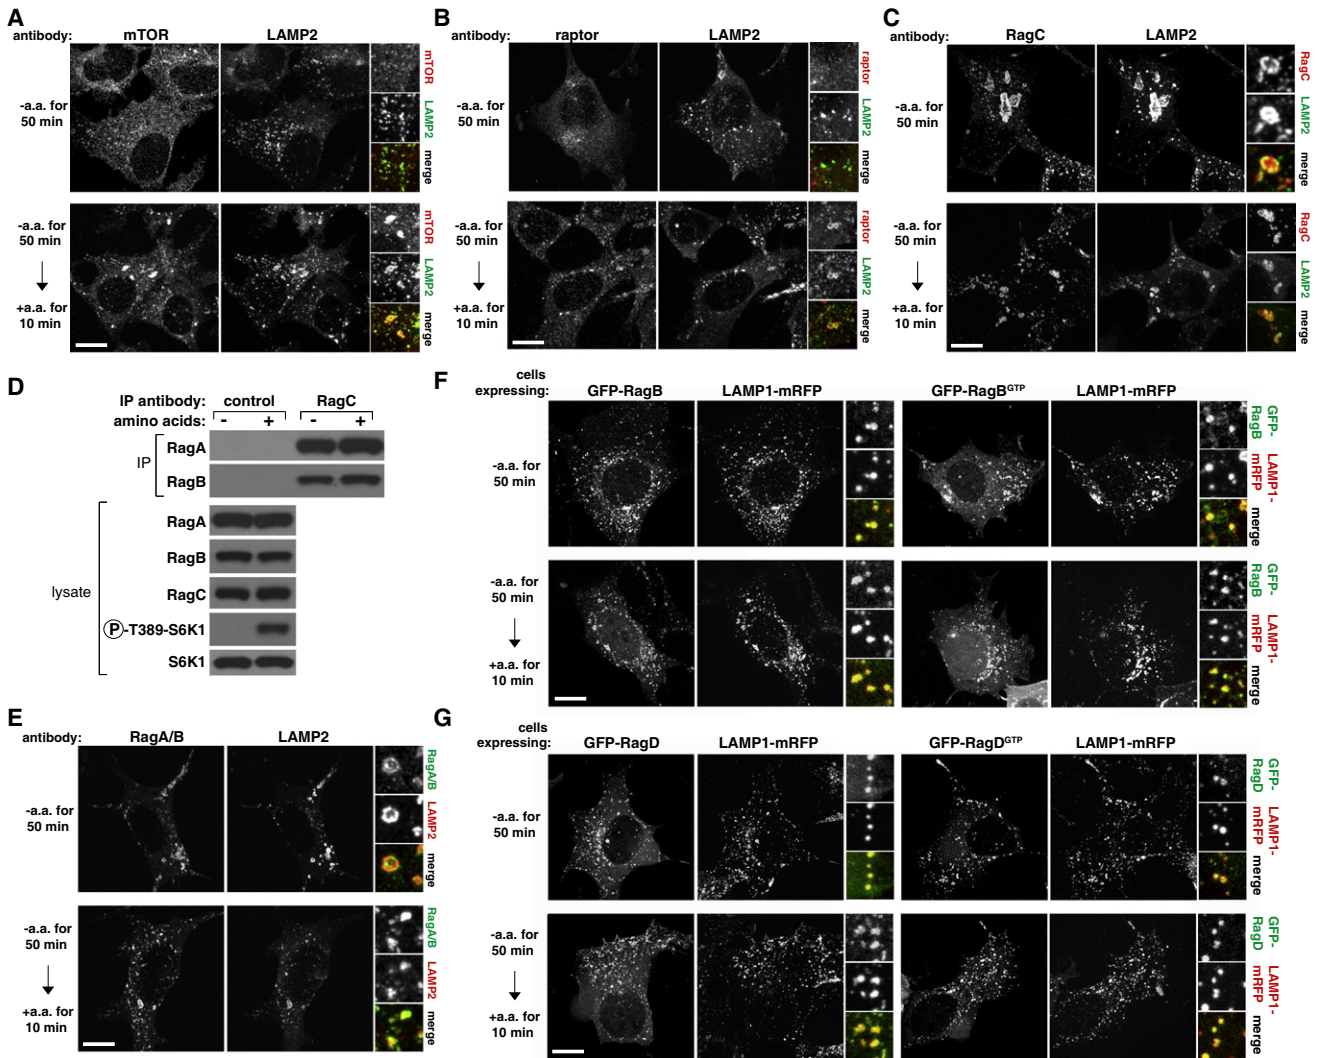 A
antibody: mTOR LAMP2
-a.a. for
50 min
mTOR
LAMP2
merge
-a.a. for
50 min
+a.a. for
10 min
mTOR
LAMP2
merge
B
antibody: raptor LAMP2
-a.a. for
50 min
raptor
LAMP2
merge
-a.a. for
50 min
+a.a. for
10 min
raptor
LAMP2
merge
C
antibody: RagC LAMP2
-a.a. for
50 min
RagC
LAMP2
merge
-a.a. for
50 min
+a.a. for
10 min
RagC
LAMP2
merge
D
IP antibody: control RagC
amino acids: - + - +
IP
RagA
RagB
lysate
RagA
RagB
RagC
P-T389-S6K1
S6K1
E
antibody: RagA/B LAMP2
-a.a. for
50 min
RagA/B
LAMP2
merge
-a.a. for
50 min
+a.a. for
10 min
RagA/B
LAMP2
merge
F
cells
expressing: GFP-RagB LAMP1-mRFP GFP-RagBGTP LAMP1-mRFP
-a.a. for
50 min
GFP-
RagB
LAMP1-
mRFP
merge
-a.a. for
50 min
+a.a. for
10 min
GFP-
RagB
LAMP1-
mRFP
merge
G
cells
expressing: GFP-RagD LAMP1-mRFP GFP-RagDGTP LAMP1-mRFP
-a.a. for
50 min
GFP-
RagD
LAMP1-
mRFP
merge
-a.a. for
50 min
+a.a. for
10 min
GFP-
RagD
LAMP1-
mRFP
merge